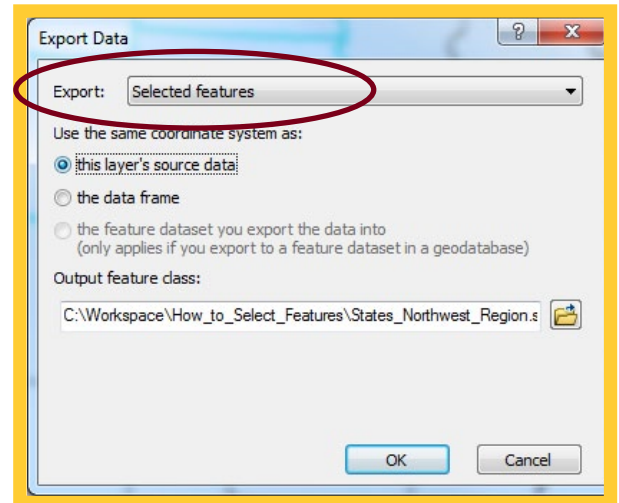 Export Data
Export: Selected features
Use the same coordinate system as:
this layer's source data
the data frame
the feature dataset you export the data into
(only applies if you export to a feature dataset in a geodatabase)
Output feature class:
C:\Workspace\How_to_Select_Features\States_Northwest_Region.s
OK Cancel